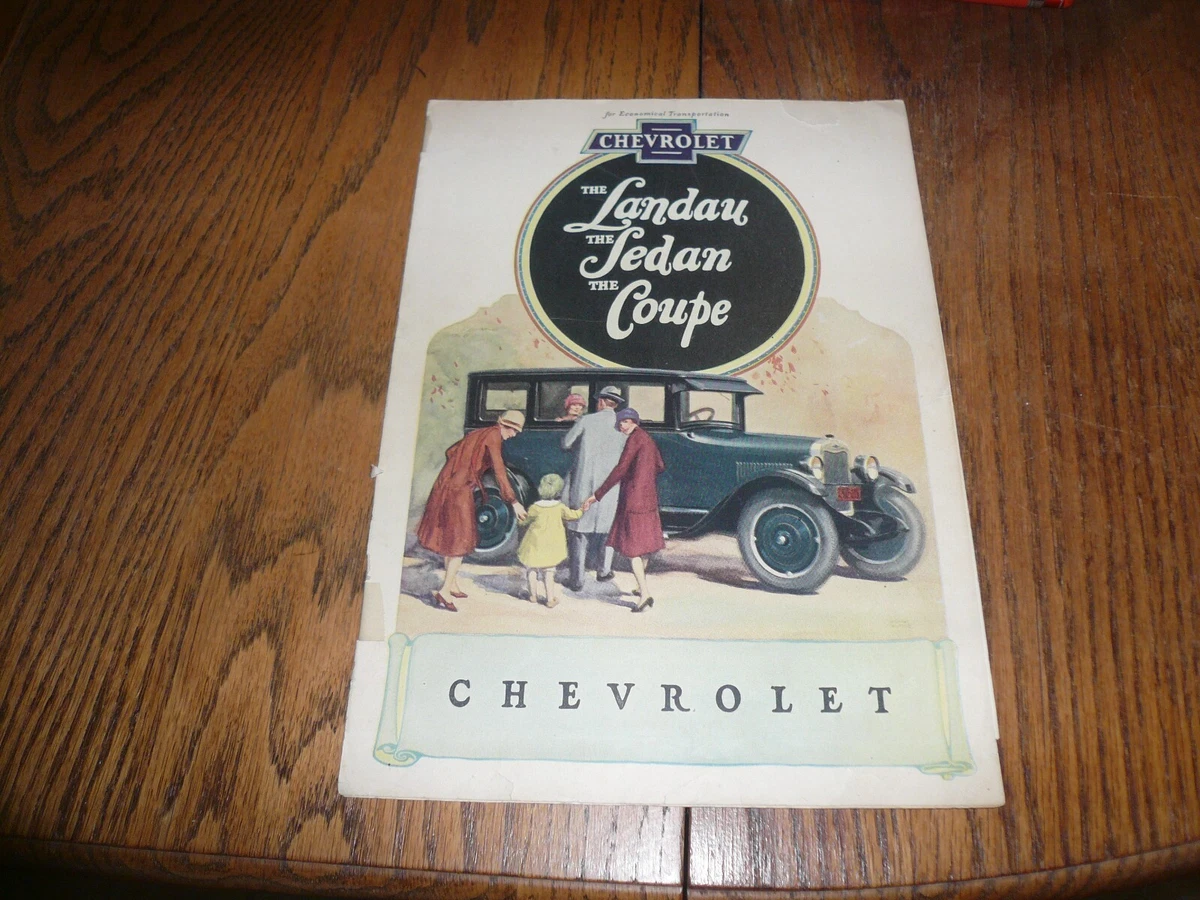 for Economical Transportation
CHEVROLET
THE Landau
THE Sedan
THE Coupe
CHEVROLET